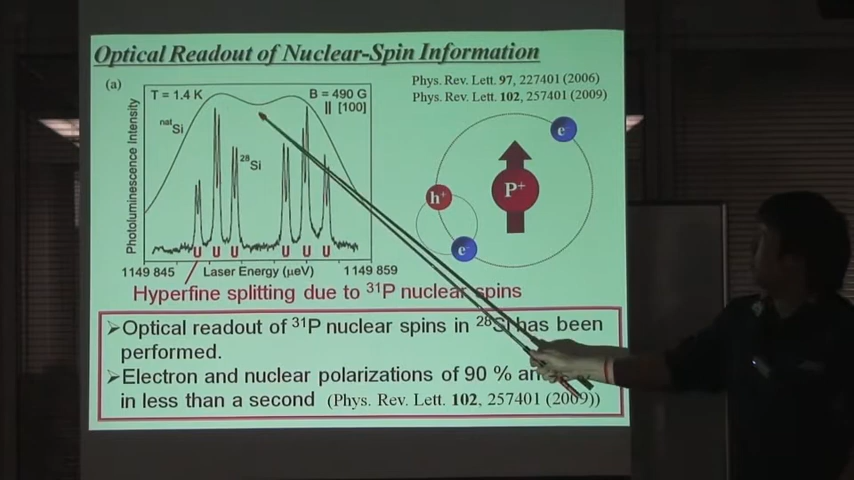 Optical Readout of Nuclear-Spin Information
(a)
T = 1.4 K
B = 490 G
|| [100]
natSi
28Si
Photoluminescence Intensity
U U U U U U
1149 845 Laser Energy (μeV) 1149 859
Phys. Rev. Lett. 97, 227401 (2006)
Phys. Rev. Lett. 102, 257401 (2009)
e-
h+
P+
e-
Hyperfine splitting due to 31P nuclear spins
➢Optical readout of 31P nuclear spins in 28Si has been
performed.
➢Electron and nuclear polarizations of 90 %
in less than a second (Phys. Rev. Lett. 102, 257401 (2009))